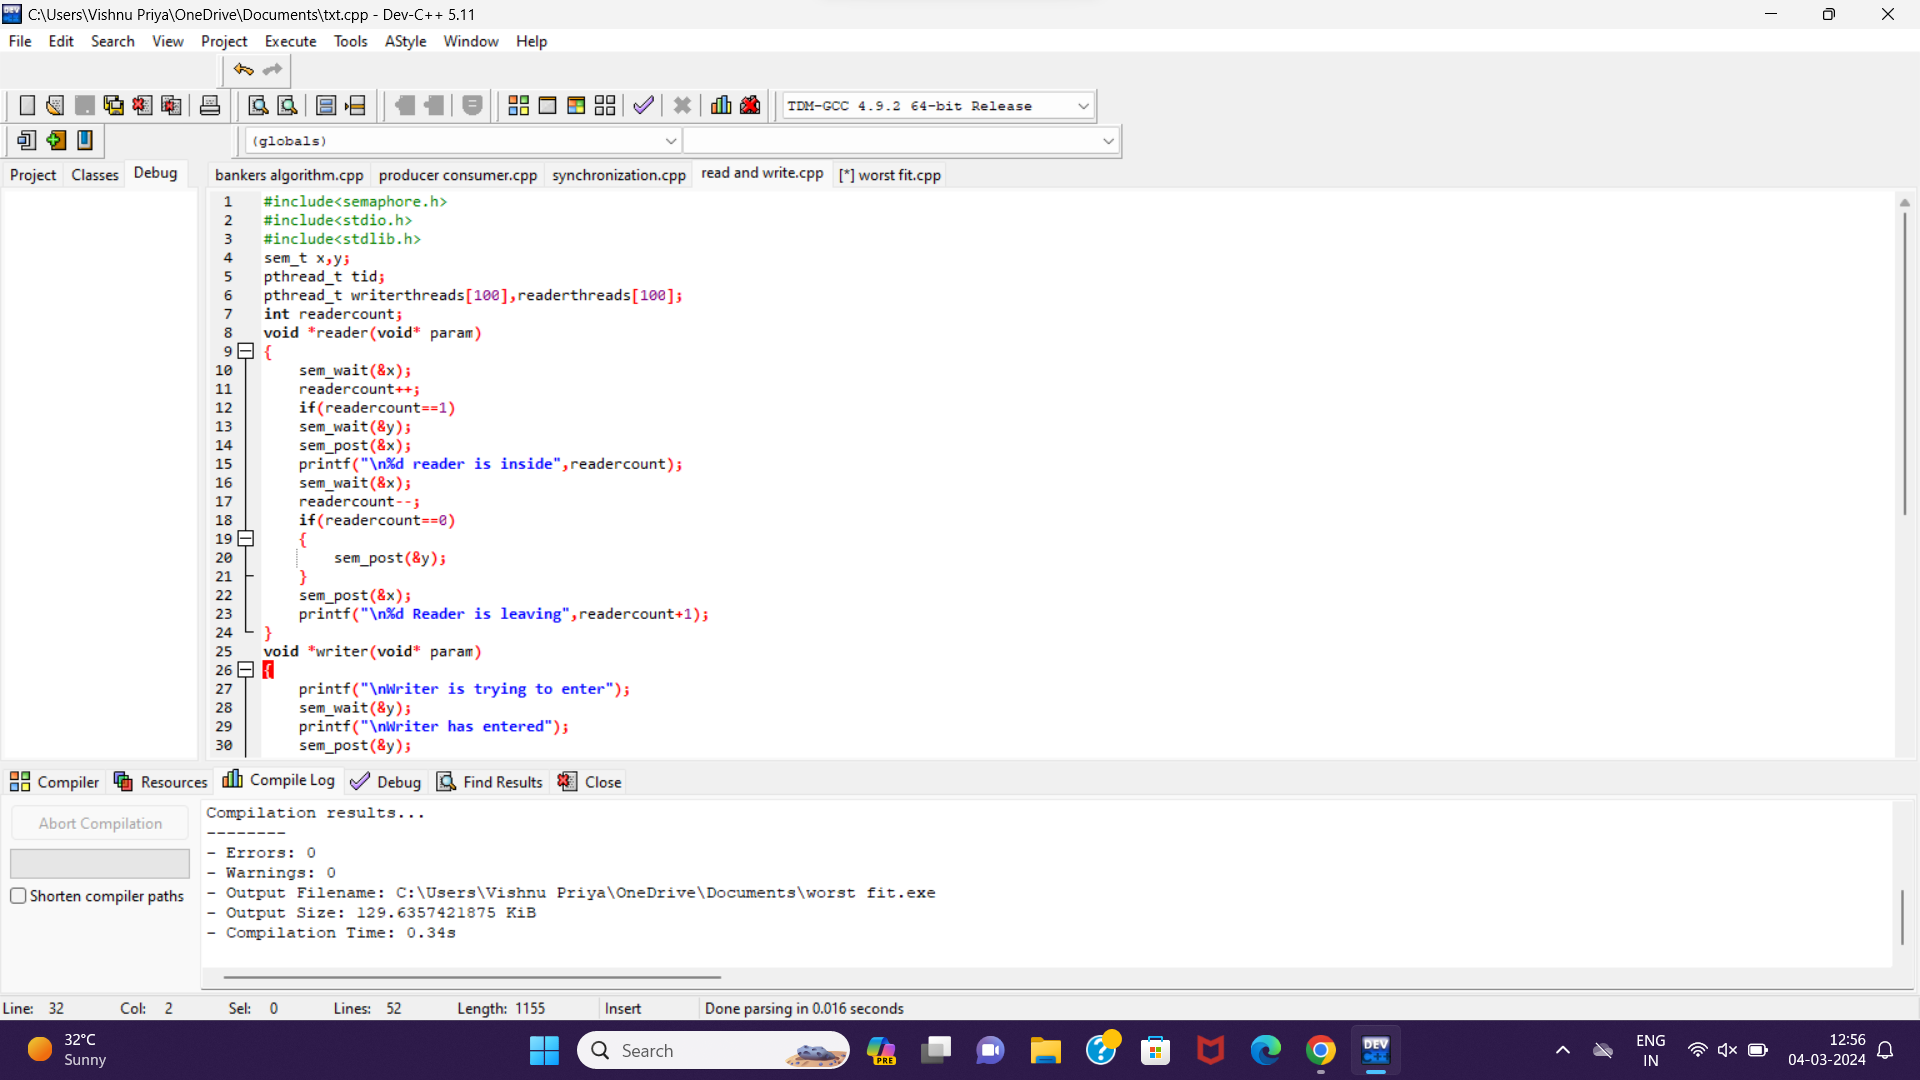 C:\Users\Vishnu Priya\OneDrive\Documents\txt.cpp - Dev-C++ 5.11
File Edit Search View Project Execute Tools AStyle Window Help
TDM-GCC 4.9.2 64-bit Release
(globals)
Project Classes Debug
bankers algorithm.cpp producer consumer.cpp synchronization.cpp read and write.cpp [*] worst fit.cpp
1 #include<semaphore.h>
2 #include<stdio.h>
3 #include<stdlib.h>
4 sem_t x,y;
5 pthread_t tid;
6 pthread_t writerthreads[100],readerthreads[100];
7 int readercount;
8 void *reader(void* param)
9 {
10 sem_wait(&x);
11 readercount++;
12 if(readercount==1)
13 sem_wait(&y);
14 sem_post(&x);
15 printf("\n%d reader is inside",readercount);
16 sem_wait(&x);
17 readercount--;
18 if(readercount==0)
19 {
20 sem_post(&y);
21 }
22 sem_post(&x);
23 printf("\n%d Reader is leaving",readercount+1);
24 }
25 void *writer(void* param)
26 {
27 printf("\nWriter is trying to enter");
28 sem_wait(&y);
29 printf("\nWriter has entered");
30 sem_post(&y);
Compiler Resources Compile Log Debug Find Results Close
Abort Compilation
Shorten compiler paths
Compilation results...
--------
- Errors: 0
- Warnings: 0
- Output Filename: C:\Users\Vishnu Priya\OneDrive\Documents\worst fit.exe
- Output Size: 129.6357421875 KiB
- Compilation Time: 0.34s
Line: 32 Col: 2 Sel: 0 Lines: 52 Length: 1155 Insert Done parsing in 0.016 seconds
32°C
Sunny
Search
PRE
DEV
C++
ENG
IN
12:56
04-03-2024